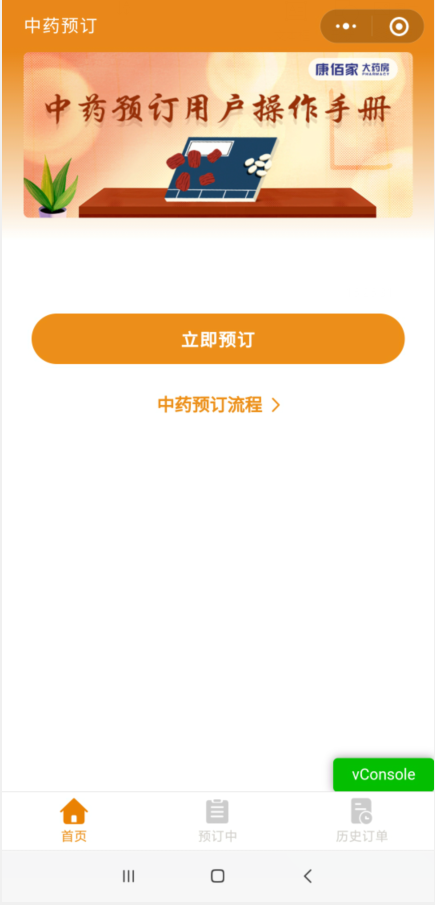 中药预订
康佰家 大药房
PHARMACY
中药预订用户操作手册
立即预订
中药预订流程
vConsole
首页
预订中
历史订单